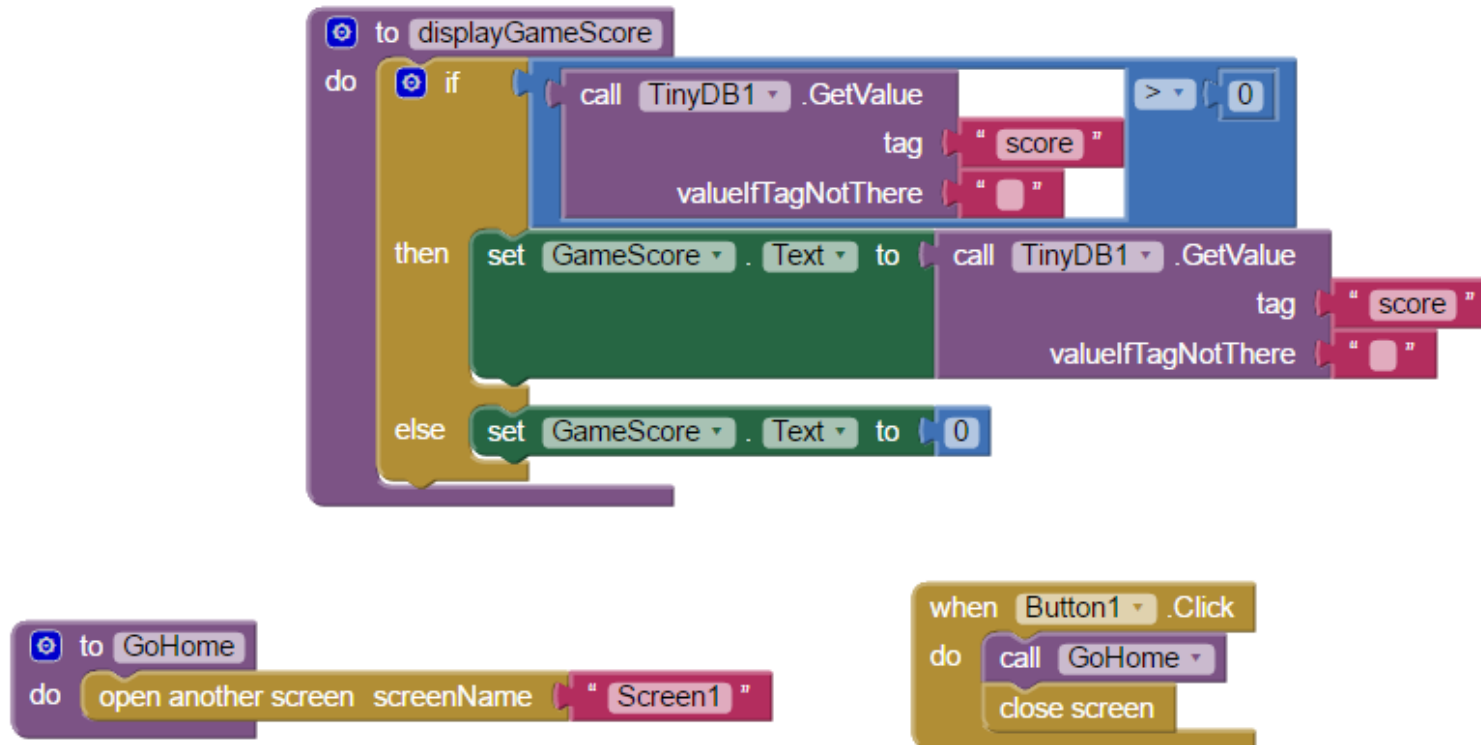 to displayGameScore
do if call TinyDB1 .GetValue > 0
tag " score "
valueIfTagNotThere " "
then set GameScore . Text to call TinyDB1 .GetValue
tag " score "
valueIfTagNotThere " "
else set GameScore . Text to 0
to GoHome
do open another screen screenName " Screen1 "
when Button1 .Click
do call GoHome
close screen